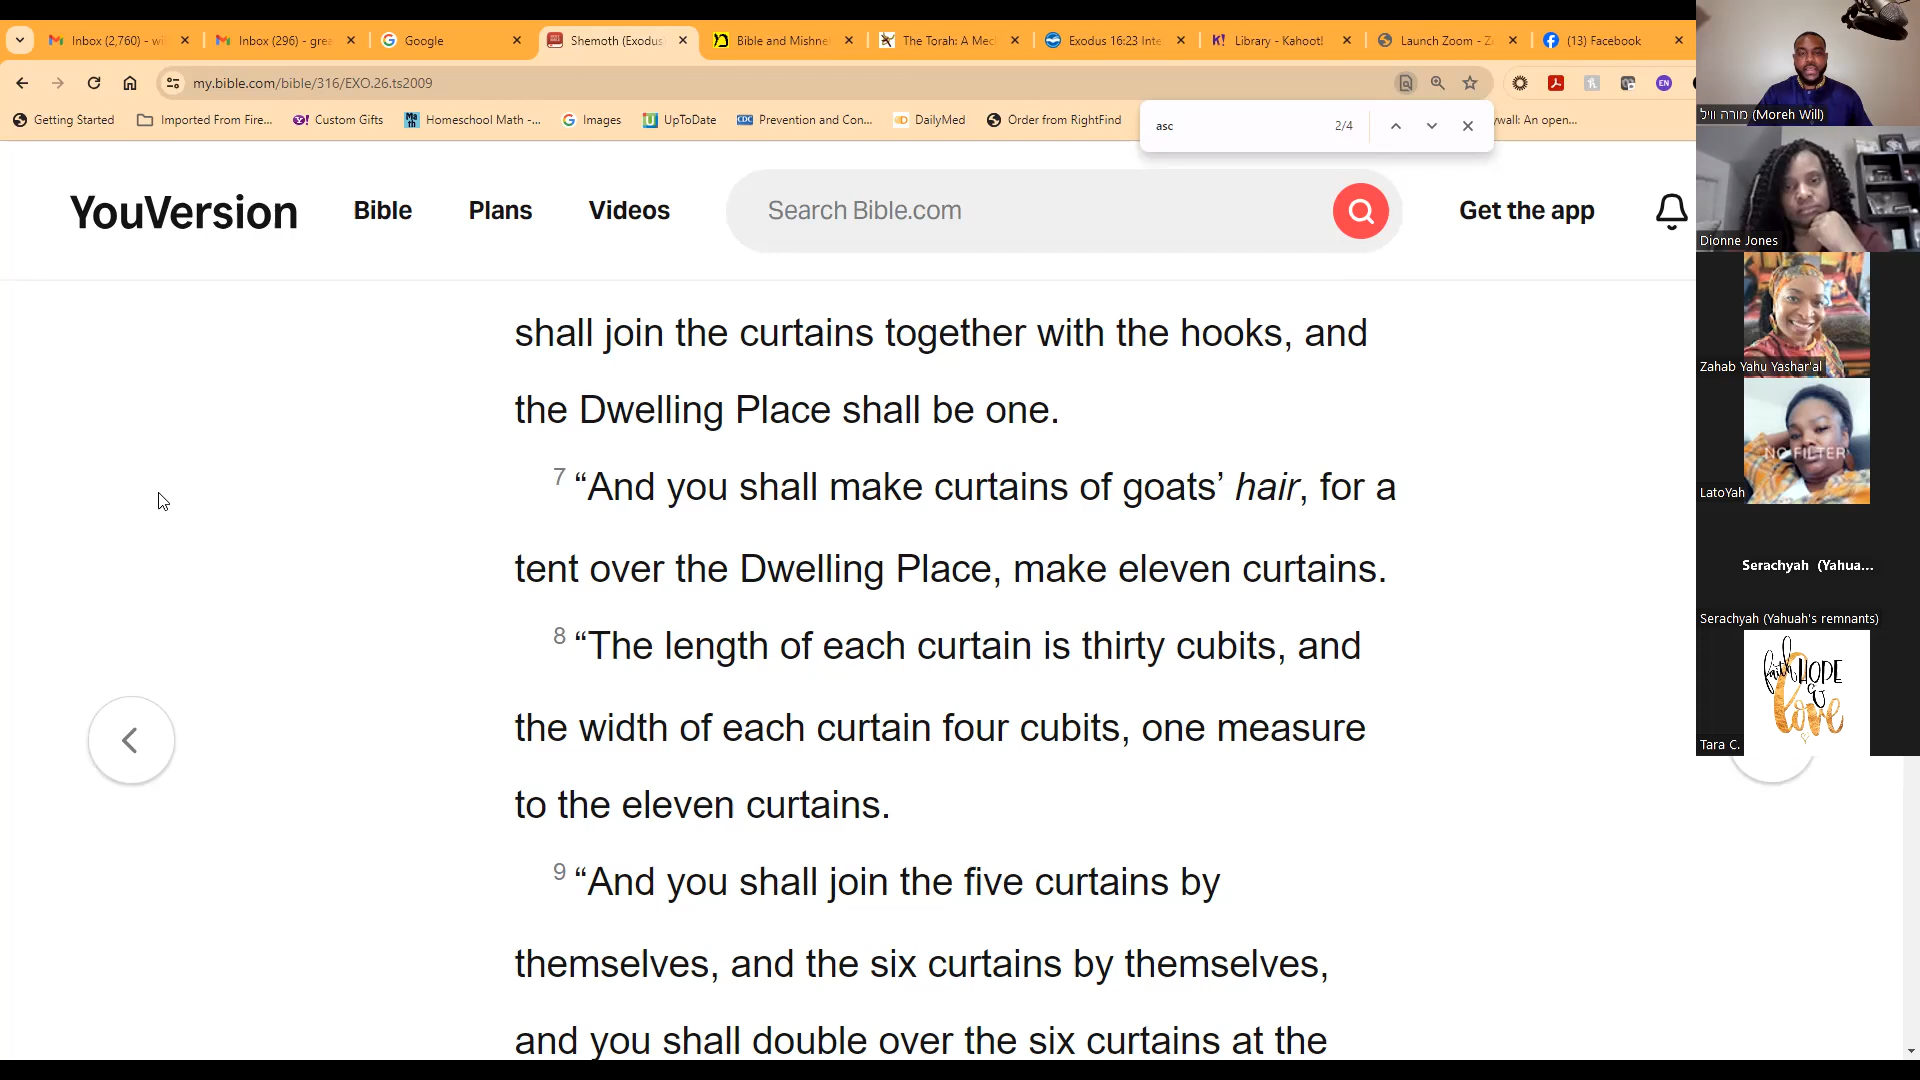 Inbox (2,760) - wi
Inbox (296) - grea
Google
Shemoth (Exodus
Bible and Mishne
The Torah: A Mec
Exodus 16:23 Inte
Library - Kahoot!
Launch Zoom - Z
(13) Facebook
my.bible.com/bible/316/EXO.26.ts2009
EN
Getting Started
Imported From Fire...
Custom Gifts
Homeschool Math -...
Images
UpToDate
Prevention and Con...
DailyMed
Order from RightFind
ywall: An open...
asc
2/4
YouVersion
Bible
Plans
Videos
Search Bible.com
Get the app
shall join the curtains together with the hooks, and
the Dwelling Place shall be one.
7 “And you shall make curtains of goats’ hair, for a
tent over the Dwelling Place, make eleven curtains.
8 “The length of each curtain is thirty cubits, and
the width of each curtain four cubits, one measure
to the eleven curtains.
9 “And you shall join the five curtains by
themselves, and the six curtains by themselves,
and you shall double over the six curtains at the
מורה וויל (Moreh Will)
Dionne Jones
Zahab Yahu Yashar'al
NO FILTER
LatoYah
Serachyah (Yahua...
Serachyah (Yahuah's remnants)
faith HOPE
& love
Tara C.